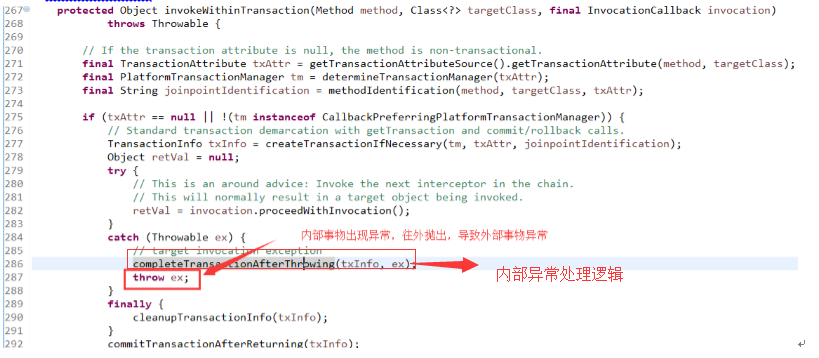 267 protected Object invokeWithinTransaction(Method method, Class<?> targetClass, final InvocationCallback invocation)
268 throws Throwable {
269
270 // If the transaction attribute is null, the method is non-transactional.
271 final TransactionAttribute txAttr = getTransactionAttributeSource().getTransactionAttribute(method, targetClass);
272 final PlatformTransactionManager tm = determineTransactionManager(txAttr);
273 final String joinpointIdentification = methodIdentification(method, targetClass, txAttr);
274
275 if (txAttr == null || !(tm instanceof CallbackPreferringPlatformTransactionManager)) {
276 // Standard transaction demarcation with getTransaction and commit/rollback calls.
277 TransactionInfo txInfo = createTransactionIfNecessary(tm, txAttr, joinpointIdentification);
278 Object retVal = null;
279 try {
280 // This is an around advice: Invoke the next interceptor in the chain.
281 // This will normally result in a target object being invoked.
282 retVal = invocation.proceedWithInvocation();
283 }
284 catch (Throwable ex) { 内部事物出现异常，往外抛出，导致外部事物异常
285 // target invocation exception
286 completeTransactionAfterThrowing(txInfo, ex); 内部异常处理逻辑
287 throw ex;
288 }
289 finally {
290 cleanupTransactionInfo(txInfo);
291 }
292 commitTransactionAfterReturning(txInfo);